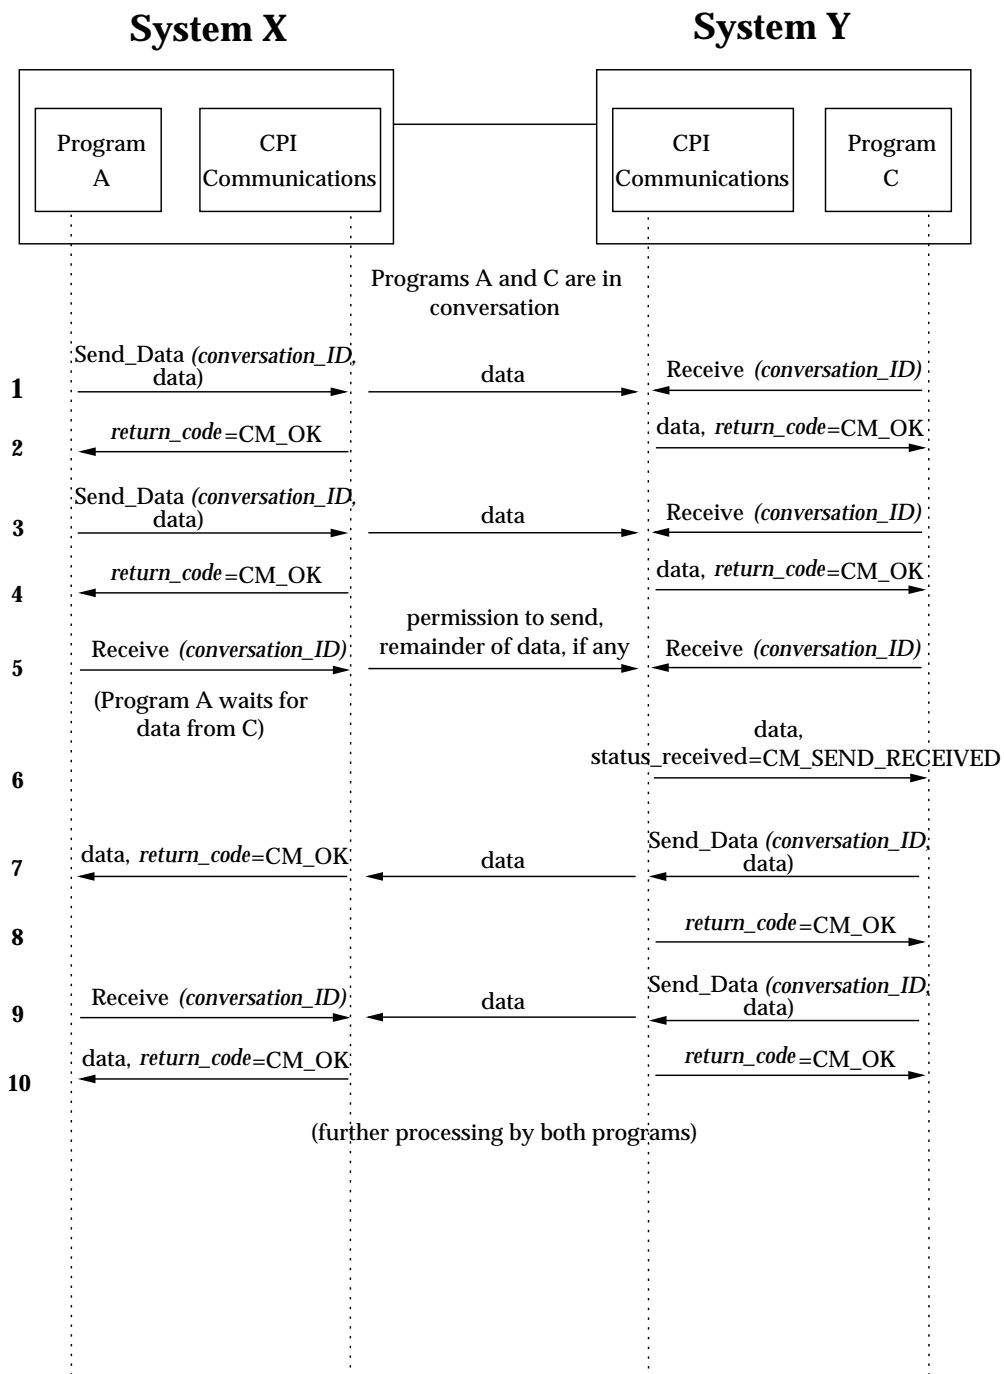 System X
System Y
Program
A
CPI
Communications
CPI
Communications
Program
C
Programs A and C are in
conversation
1
Send_Data (conversation_ID,
data)
data
Receive (conversation_ID)
2
return_code=CM_OK
data, return_code=CM_OK
3
Send_Data (conversation_ID,
data)
data
Receive (conversation_ID)
4
return_code=CM_OK
data, return_code=CM_OK
5
Receive (conversation_ID)
permission to send,
remainder of data, if any
Receive (conversation_ID)
(Program A waits for
data from C)
6
data,
status_received=CM_SEND_RECEIVED
7
data, return_code=CM_OK
data
Send_Data (conversation_ID,
data)
8
return_code=CM_OK
9
Receive (conversation_ID)
data
Send_Data (conversation_ID,
data)
10
data, return_code=CM_OK
return_code=CM_OK
(further processing by both programs)